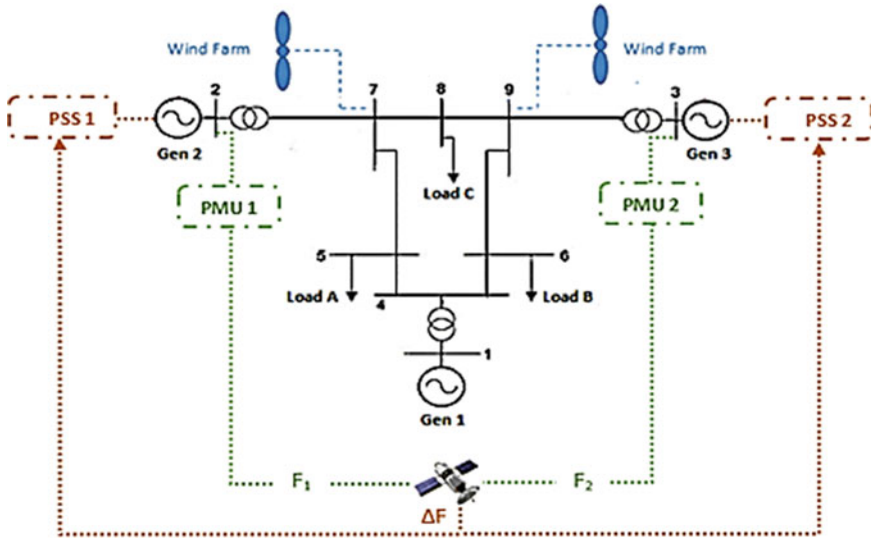 Wind Farm
Wind Farm
2
7
8
9
3
PSS 1
PSS 2
Gen 2
Gen 3
Load C
PMU 1
PMU 2
5
6
Load A
4
Load B
1
Gen 1
F₁
F₂
ΔF